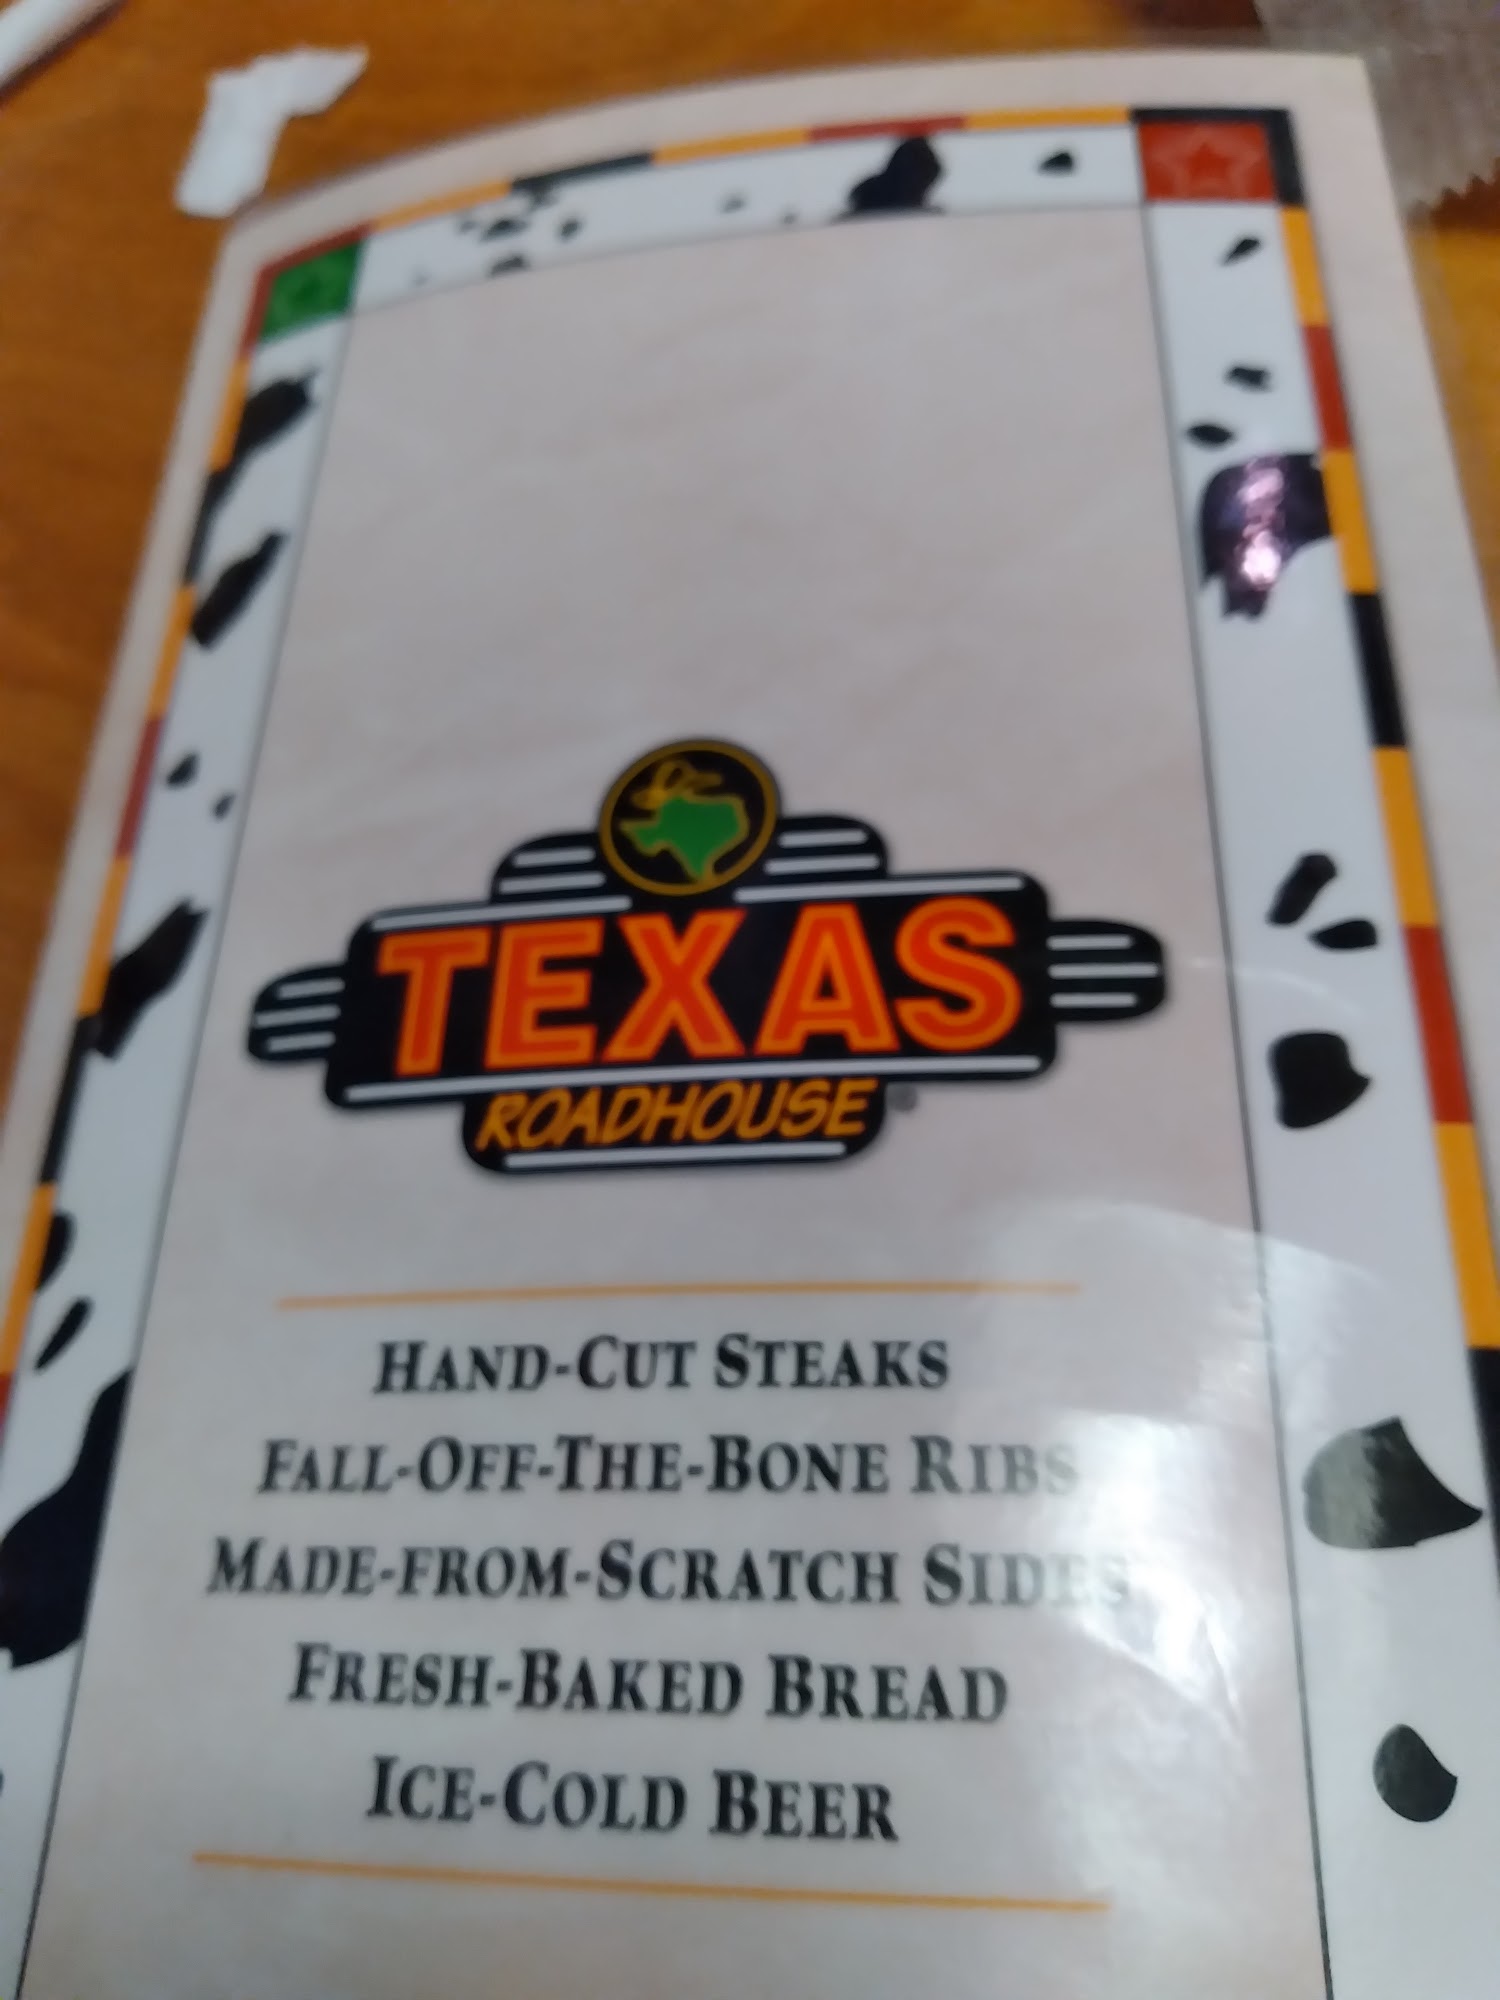 TEXAS
ROADHOUSE®
HAND-CUT STEAKS
FALL-OFF-THE-BONE RIBS
MADE-FROM-SCRATCH SIDES
FRESH-BAKED BREAD
ICE-COLD BEER